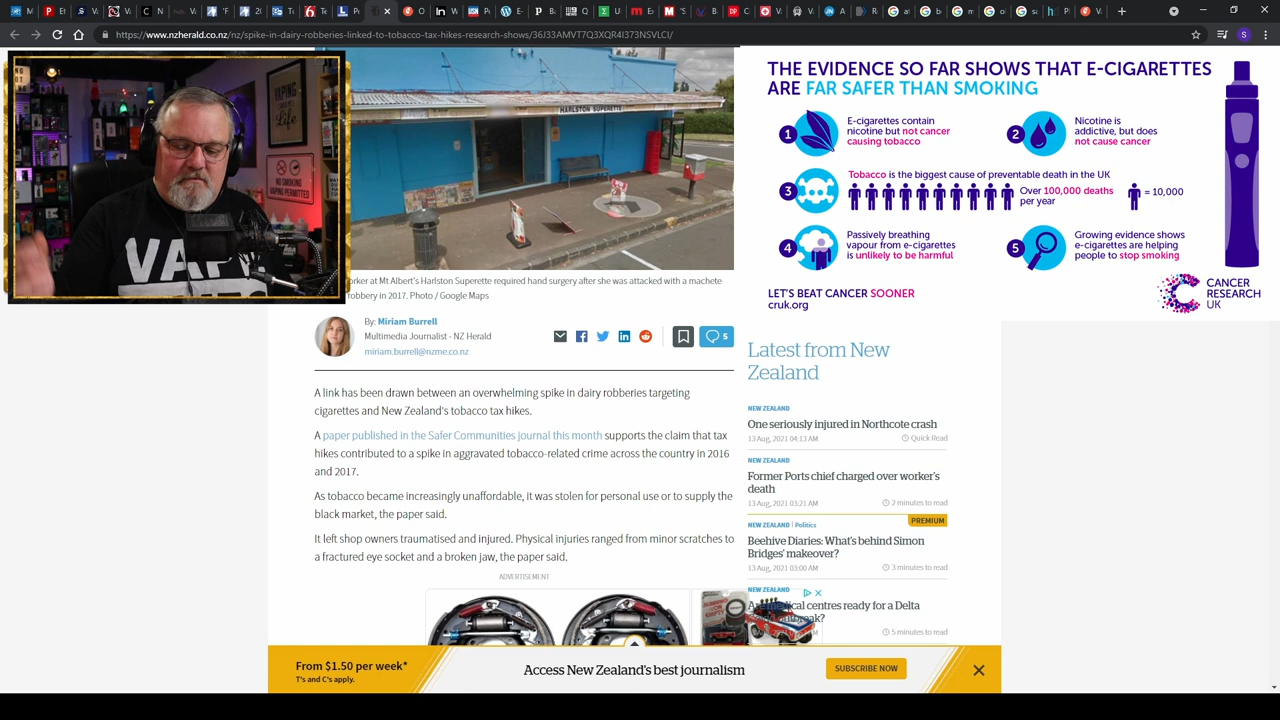 https://www.nzherald.co.nz/nz/spike-in-dairy-robberies-linked-to-tobacco-tax-hikes-research-shows/36J33AMVT7Q3XQR4I373NSVLCI/
VAPING
Life
NO SMOKING
VAPING PERMITTED
VAPE
HARLSTON SUPERETTE
THE EVIDENCE SO FAR SHOWS THAT E-CIGARETTES
ARE FAR SAFER THAN SMOKING
1
E-cigarettes contain
nicotine but not cancer
causing tobacco
2
Nicotine is
addictive, but does
not cause cancer
3
Tobacco is the biggest cause of preventable death in the UK
Over 100,000 deaths
per year
= 10,000
4
Passively breathing
vapour from e-cigarettes
is unlikely to be harmful
5
Growing evidence shows
e-cigarettes are helping
people to stop smoking
LET'S BEAT CANCER SOONER
cruk.org
CANCER
RESEARCH
UK
orker at Mt Albert's Harlston Superette required hand surgery after she was attacked with a machete
robbery in 2017. Photo / Google Maps
By: Miriam Burrell
Multimedia Journalist - NZ Herald
miriam.burrell@nzme.co.nz
5
A link has been drawn between an overwhelming spike in dairy robberies targeting
cigarettes and New Zealand's tobacco tax hikes.
A paper published in the Safer Communities journal this month supports the claim that tax
hikes contributed to a spike in aggravated tobacco-related crime across the country in 2016
and 2017.
As tobacco became increasingly unaffordable, it was stolen for personal use or to supply the
black market, the paper said.
It left shop owners traumatised and injured. Physical injuries ranged from minor scratches to
a fractured eye socket and a broken jaw, the paper said.
ADVERTISEMENT
Latest from New
Zealand
NEW ZEALAND
One seriously injured in Northcote crash
13 Aug, 2021 04:13 AM
Quick Read
NEW ZEALAND
Former Ports chief charged over worker's
death
13 Aug, 2021 03:21 AM
2 minutes to read
PREMIUM
NEW ZEALAND | Politics
Beehive Diaries: What's behind Simon
Bridges' makeover?
13 Aug, 2021 03:00 AM
3 minutes to read
NEW ZEALAND
Are medical centres ready for a Delta
outbreak?
5 minutes to read
From $1.50 per week*
T's and C's apply.
Access New Zealand's best journalism
SUBSCRIBE NOW